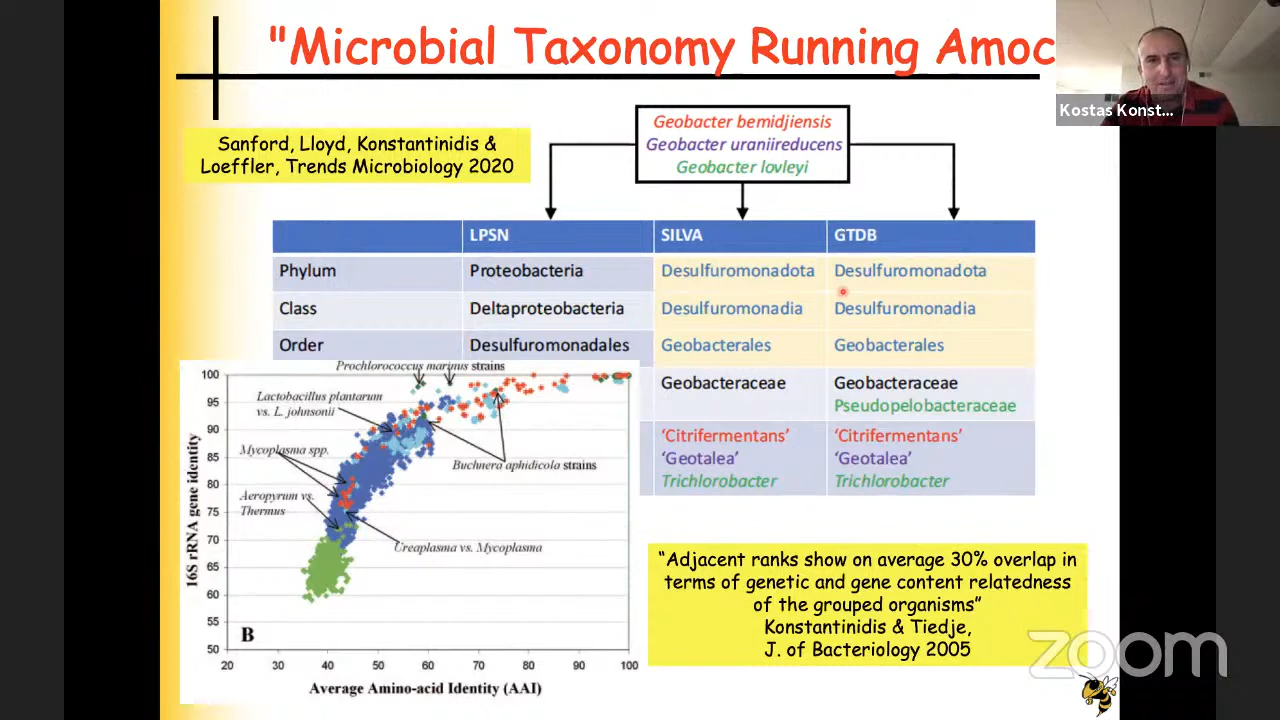 "Microbial Taxonomy Running Amoc
Kostas Konst...
Sanford, Lloyd, Konstantinidis &
Loeffler, Trends Microbiology 2020
Geobacter bemidjiensis
Geobacter uraniireducens
Geobacter lovleyi
LPSN SILVA GTDB
Phylum Proteobacteria Desulfuromonadota Desulfuromonadota
Class Deltaproteobacteria Desulfuromonadia Desulfuromonadia
Order Desulfuromonadales Geobacterales Geobacterales
Geobacteraceae Geobacteraceae
Pseudopelobacteraceae
'Citrifermentans' 'Citrifermentans'
'Geotalea' 'Geotalea'
Trichlorobacter Trichlorobacter
Prochlorococcus marinus strains
Lactobacillus plantarum
vs. L. johnsonii
Mycoplasma spp.
Buchnera aphidicola strains
Aeropyrum vs.
Thermus
Ureaplasma vs. Mycoplasma
B
16S rRNA gene identity
100
95
90
85
80
75
70
65
60
55
50
20 30 40 50 60 70 80 90 100
Average Amino-acid Identity (AAI)
"Adjacent ranks show on average 30% overlap in
terms of genetic and gene content relatedness
of the grouped organisms"
Konstantinidis & Tiedje,
J. of Bacteriology 2005
zoom